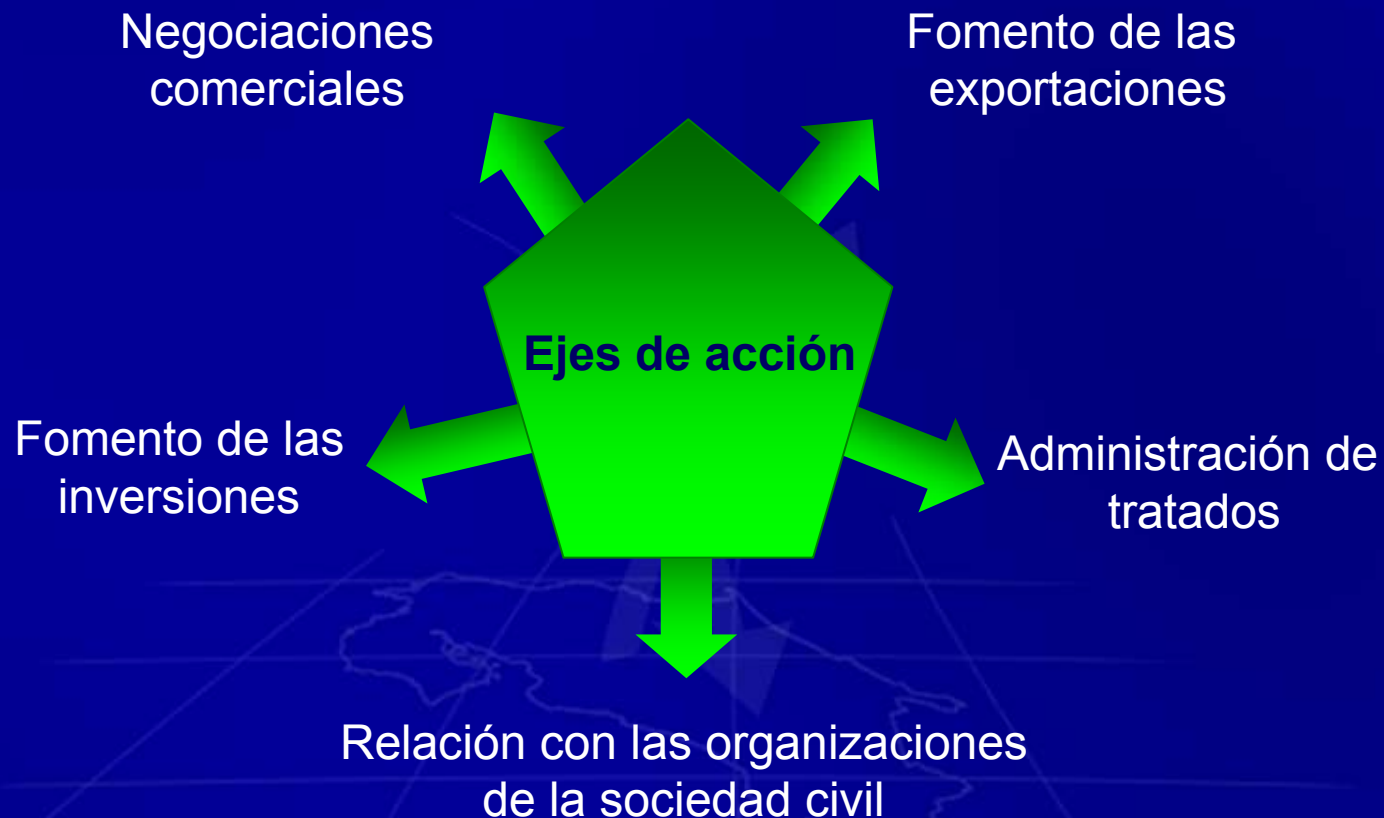 Negociaciones
comerciales
Fomento de las
exportaciones
Ejes de acción
Fomento de las
inversiones
Administración de
tratados
Relación con las organizaciones
de la sociedad civil